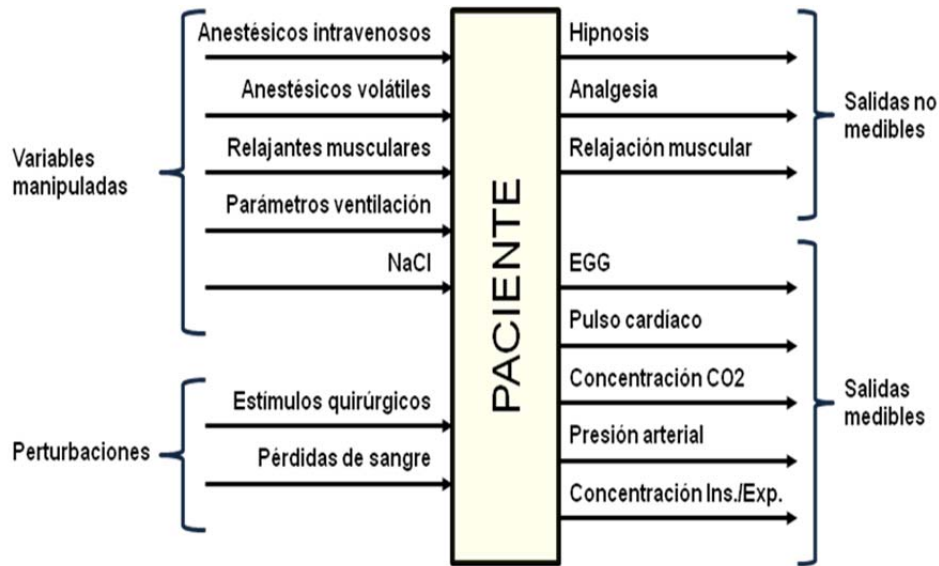 Variables
manipuladas
Anestésicos intravenosos
Anestésicos volátiles
Relajantes musculares
Parámetros ventilación
NaCl
Perturbaciones
Estímulos quirúrgicos
Pérdidas de sangre
PACIENTE
Hipnosis
Analgesia
Relajación muscular
Salidas no
medibles
EGG
Pulso cardíaco
Concentración CO2
Presión arterial
Concentración Ins./Exp.
Salidas
medibles